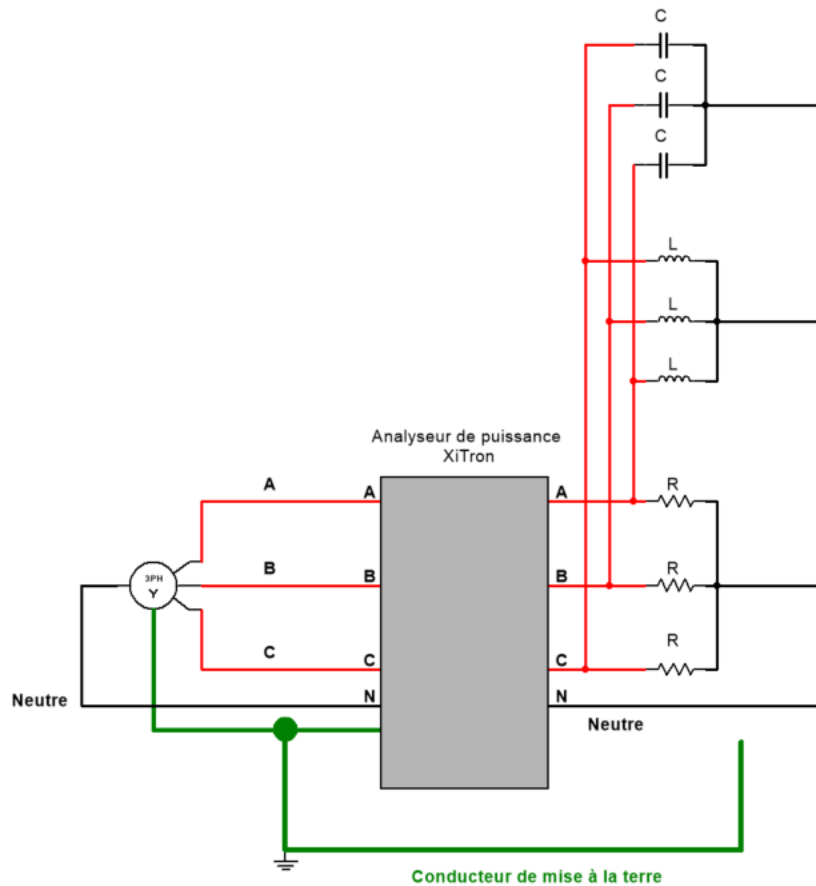 C
C
C
L
L
L
Analyseur de puissance
XiTron
A
A
A
R
3PH
Y
B
B
B
R
C
C
C
R
Neutre
N
N
Neutre
Conducteur de mise à la terre